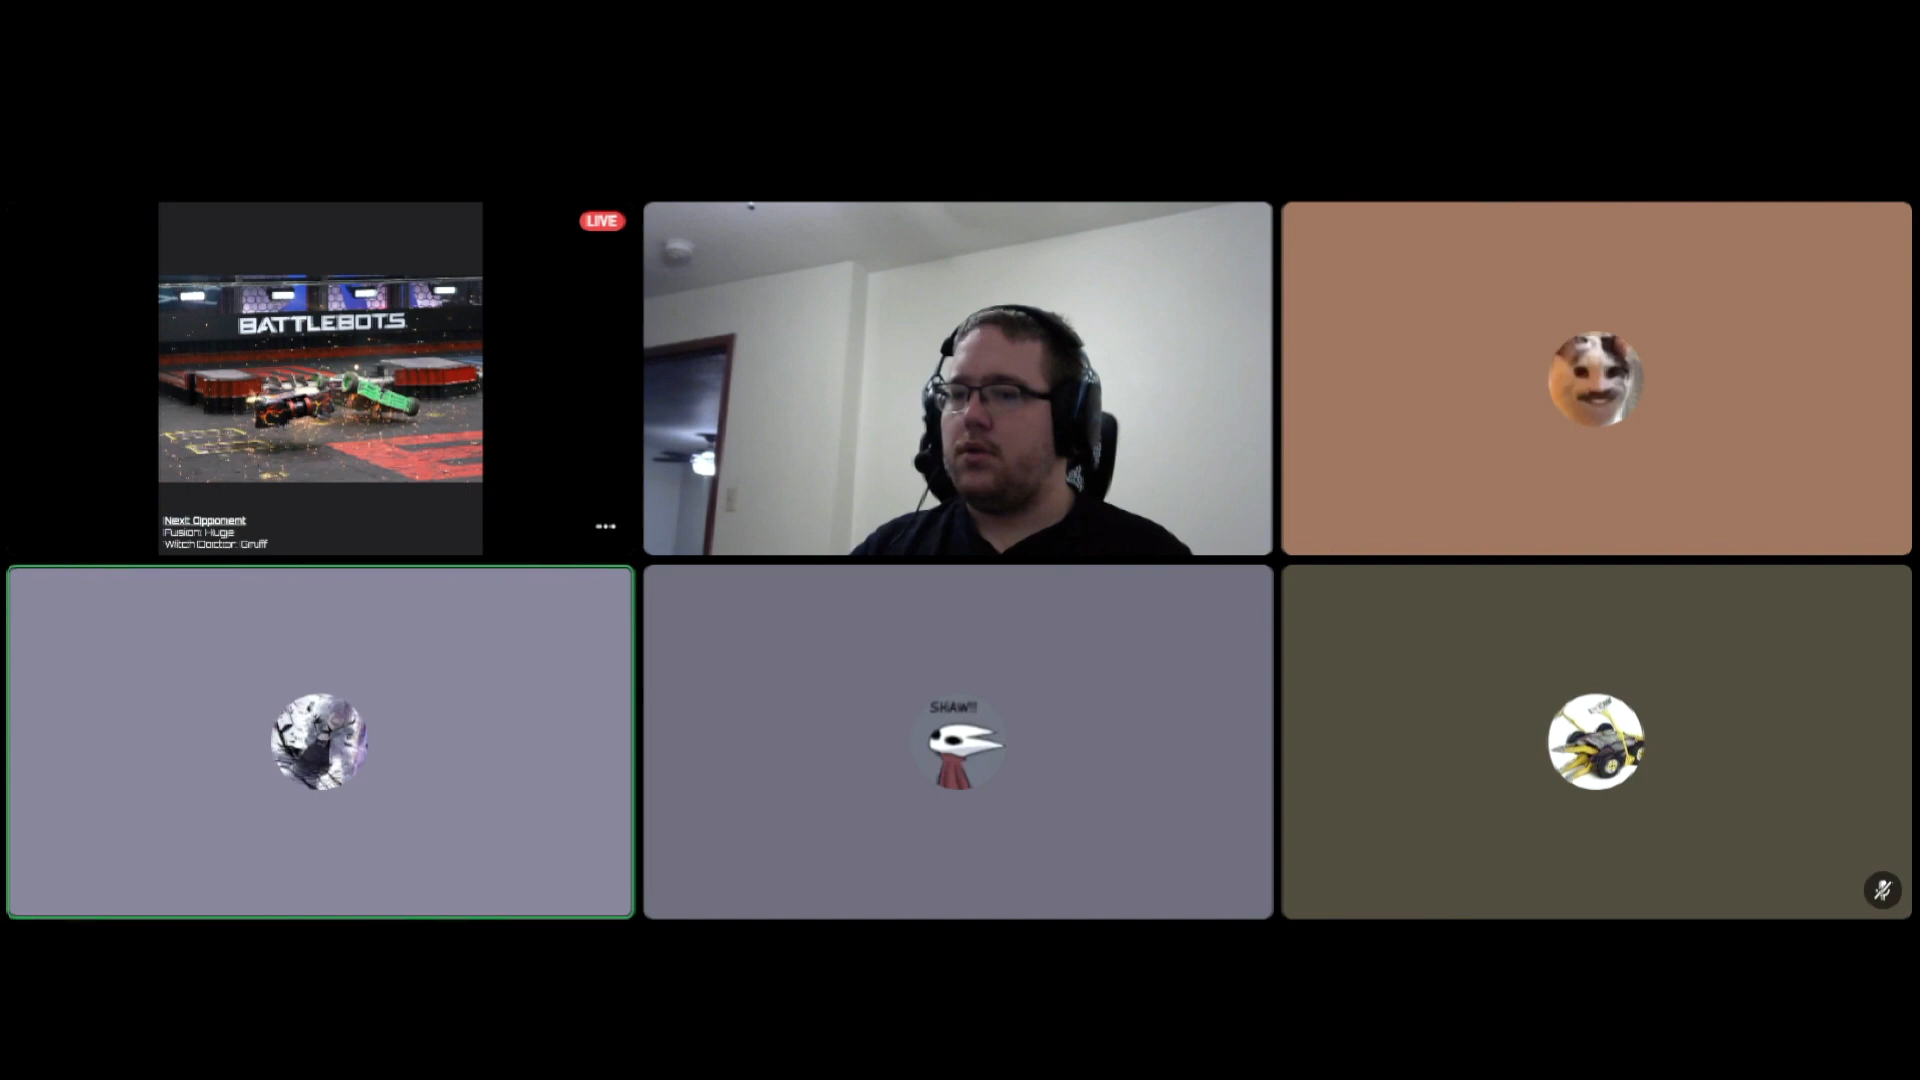 LIVE
BATTLEBOTS
Next Opponent
Fusion: Huge
Witch Doctor: Gruff
SHAW!!